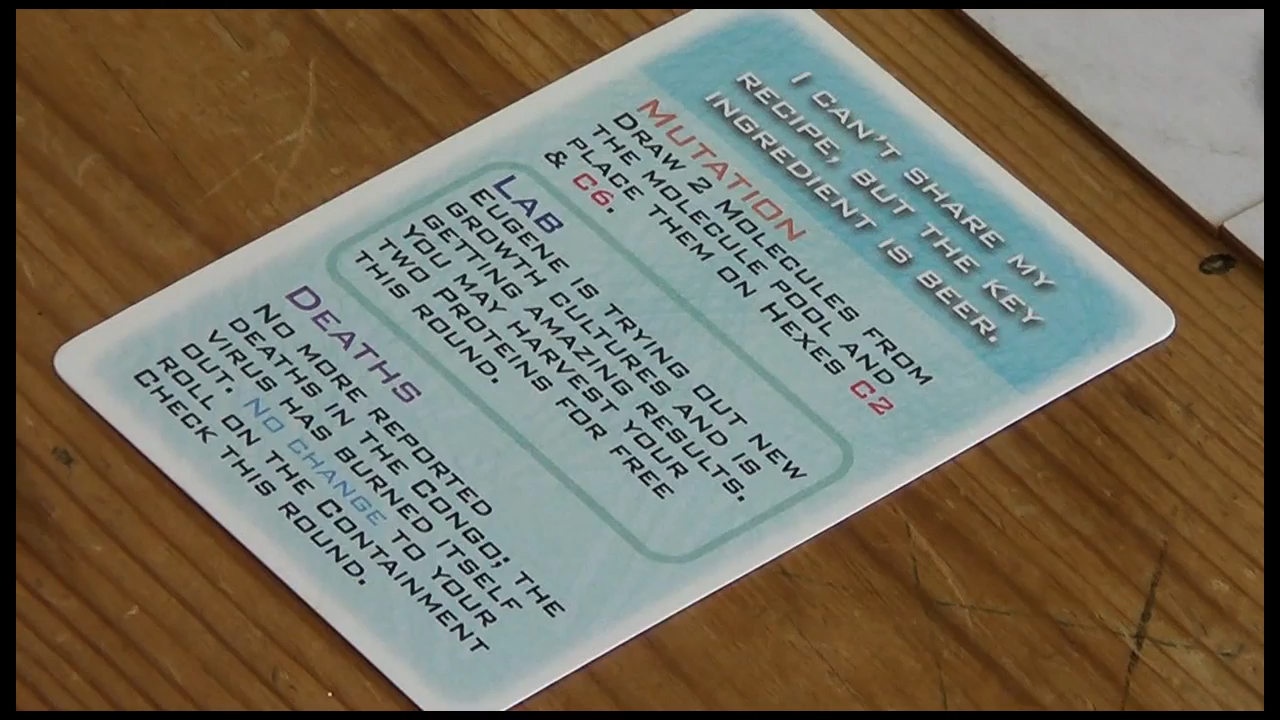 I CAN'T SHARE MY
RECIPE, BUT THE KEY
INGREDIENT IS BEER.
MUTATION
DRAW 2 MOLECULES FROM
THE MOLECULE POOL AND
PLACE THEM ON HEXES C2
& C6.
LAB
EUGENE IS TRYING OUT NEW
GROWTH CULTURES AND IS
GETTING AMAZING RESULTS.
YOU MAY HARVEST YOUR
TWO PROTEINS FOR FREE
THIS ROUND.
DEATHS
NO MORE REPORTED
DEATHS IN THE CONGO; THE
VIRUS HAS BURNED ITSELF
OUT. NO CHANGE TO YOUR
ROLL ON THE CONTAINMENT
CHECK THIS ROUND.